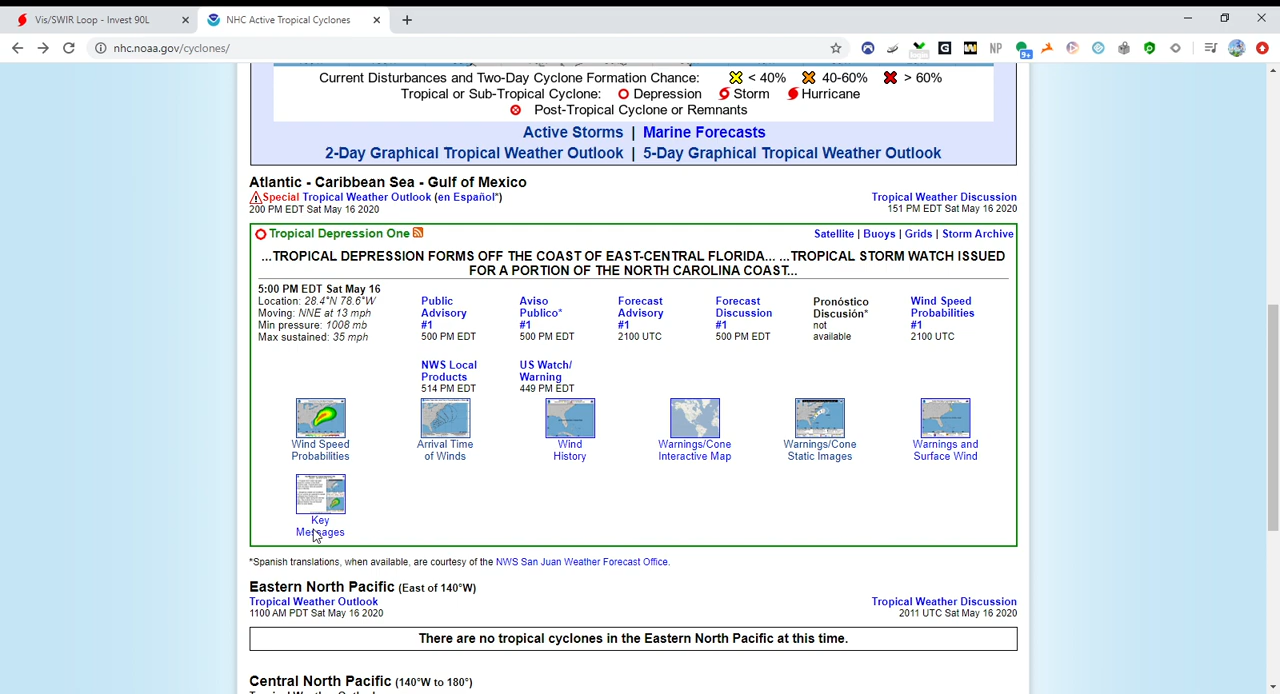 Vis/SWIR Loop - Invest 90L
NHC Active Tropical Cyclones
nhc.noaa.gov/cyclones/
G
W
NP
9+
Current Disturbances and Two-Day Cyclone Formation Chance: < 40% 40-60% > 60%
Tropical or Sub-Tropical Cyclone: Depression Storm Hurricane
Post-Tropical Cyclone or Remnants
Active Storms | Marine Forecasts
2-Day Graphical Tropical Weather Outlook | 5-Day Graphical Tropical Weather Outlook
Atlantic - Caribbean Sea - Gulf of Mexico
Special Tropical Weather Outlook (en Español*)
200 PM EDT Sat May 16 2020
Tropical Weather Discussion
151 PM EDT Sat May 16 2020
Tropical Depression One
Satellite | Buoys | Grids | Storm Archive
...TROPICAL DEPRESSION FORMS OFF THE COAST OF EAST-CENTRAL FLORIDA... ...TROPICAL STORM WATCH ISSUED
FOR A PORTION OF THE NORTH CAROLINA COAST...
5:00 PM EDT Sat May 16
Location: 28.4°N 78.6°W
Moving: NNE at 13 mph
Min pressure: 1008 mb
Max sustained: 35 mph
Public
Advisory
#1
500 PM EDT
Aviso
Publico*
#1
500 PM EDT
Forecast
Advisory
#1
2100 UTC
Forecast
Discussion
#1
500 PM EDT
Pronóstico
Discusión*
not
available
Wind Speed
Probabilities
#1
2100 UTC
NWS Local
Products
514 PM EDT
US Watch/
Warning
449 PM EDT
Wind Speed
Probabilities
Arrival Time
of Winds
Wind
History
Warnings/Cone
Interactive Map
Warnings/Cone
Static Images
Warnings and
Surface Wind
Key
Messages
*Spanish translations, when available, are courtesy of the NWS San Juan Weather Forecast Office.
Eastern North Pacific (East of 140°W)
Tropical Weather Outlook
1100 AM PDT Sat May 16 2020
Tropical Weather Discussion
2011 UTC Sat May 16 2020
There are no tropical cyclones in the Eastern North Pacific at this time.
Central North Pacific (140°W to 180°)
Tropical Weather Outlook